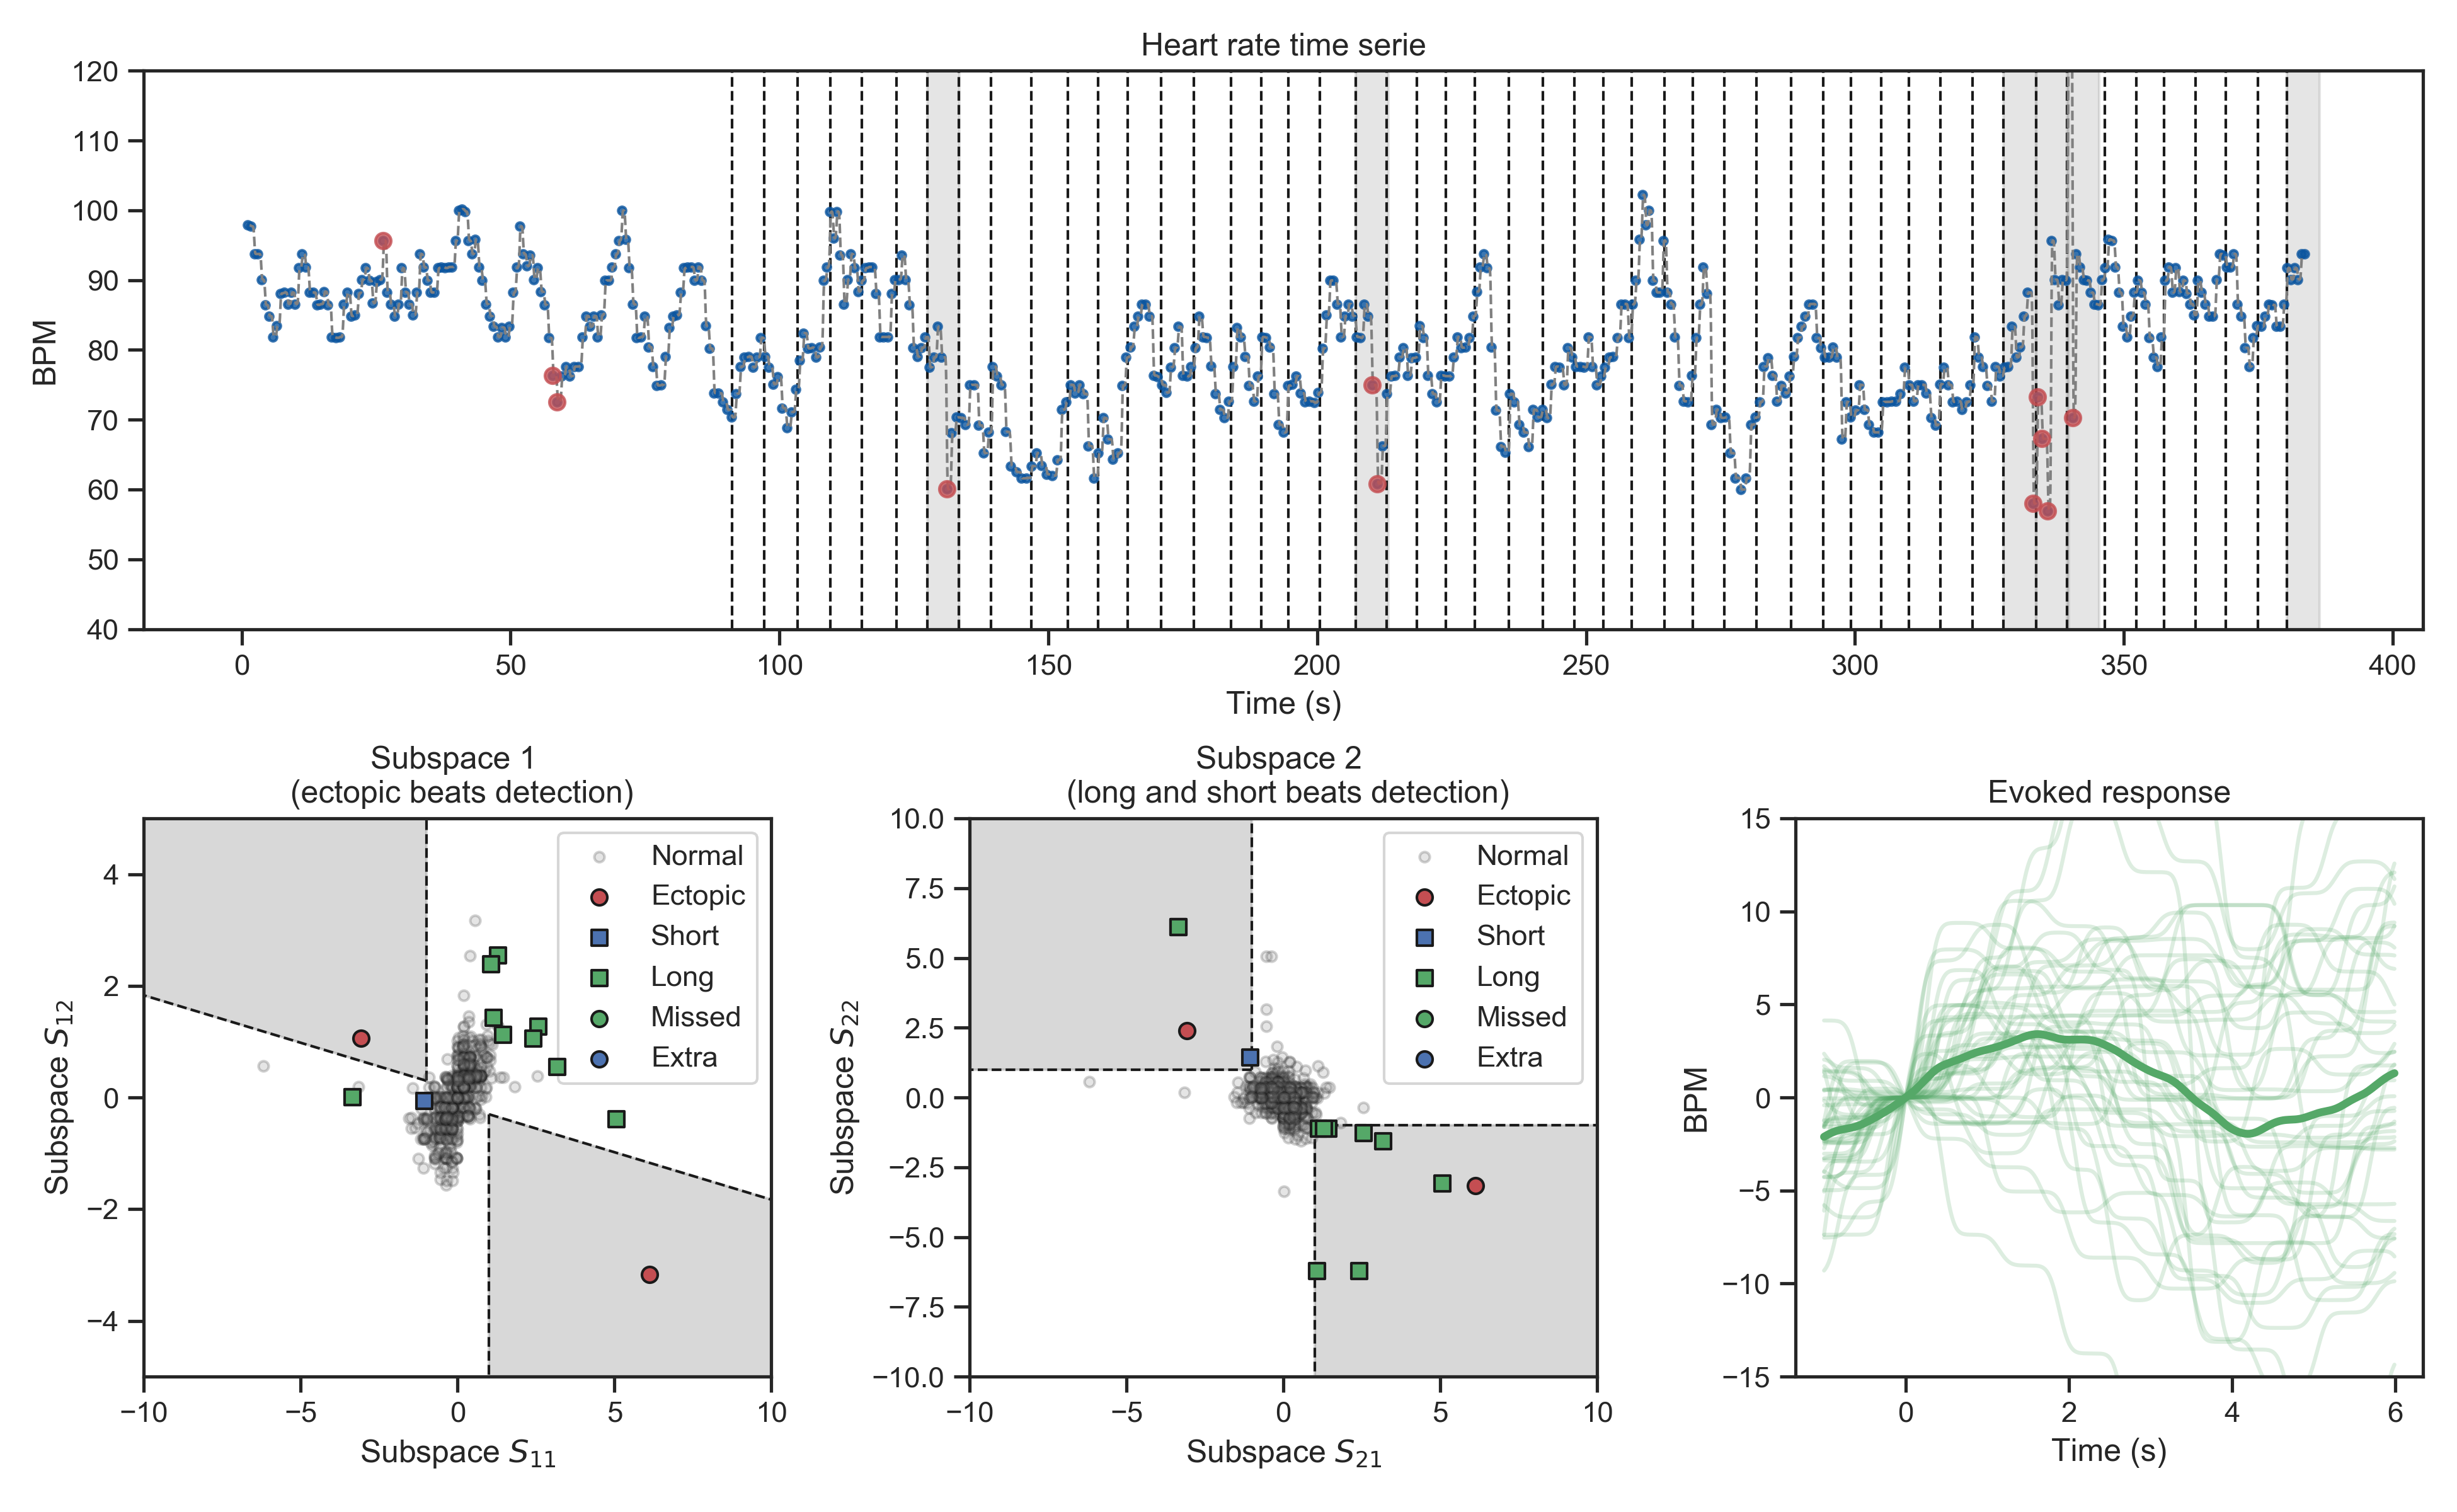 Heart rate time serie
120
110
100
90
80
70
60
50
40
BPM
0 50 100 150 200 250 300 350 400
Time (s)
Subspace 1
(ectopic beats detection)
4
2
0
−2
−4
Subspace S12
Normal
Ectopic
Short
Long
Missed
Extra
−10 −5 0 5 10
Subspace S11
Subspace 2
(long and short beats detection)
10.0
7.5
5.0
2.5
0.0
−2.5
−5.0
−7.5
−10.0
Subspace S22
Normal
Ectopic
Short
Long
Missed
Extra
−10 −5 0 5 10
Subspace S21
Evoked response
15
10
5
0
−5
−10
−15
BPM
0 2 4 6
Time (s)